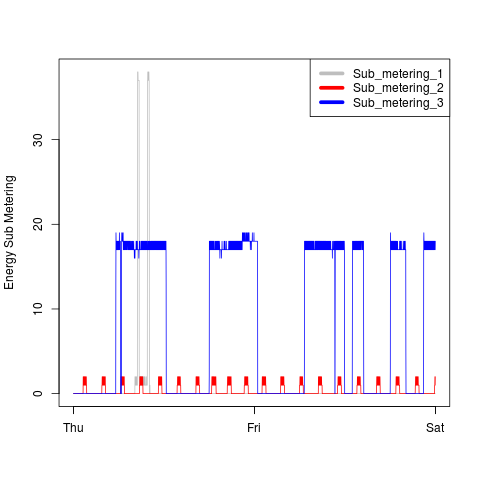 Sub_metering_1
Sub_metering_2
Sub_metering_3
Energy Sub Metering
30
20
10
0
Thu Fri Sat